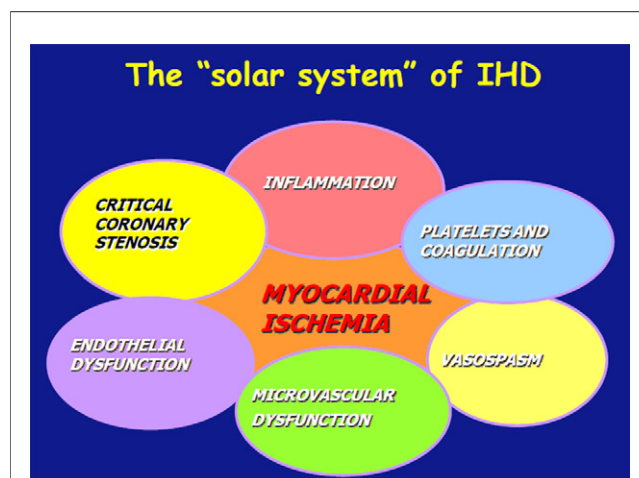 The “solar system” of IHD
INFLAMMATION
CRITICAL
CORONARY
STENOSIS
PLATELETS AND
COAGULATION
MYOCARDIAL
ISCHEMIA
ENDOTHELIAL
DYSFUNCTION
VASOSPASM
MICROVASCULAR
DYSFUNCTION